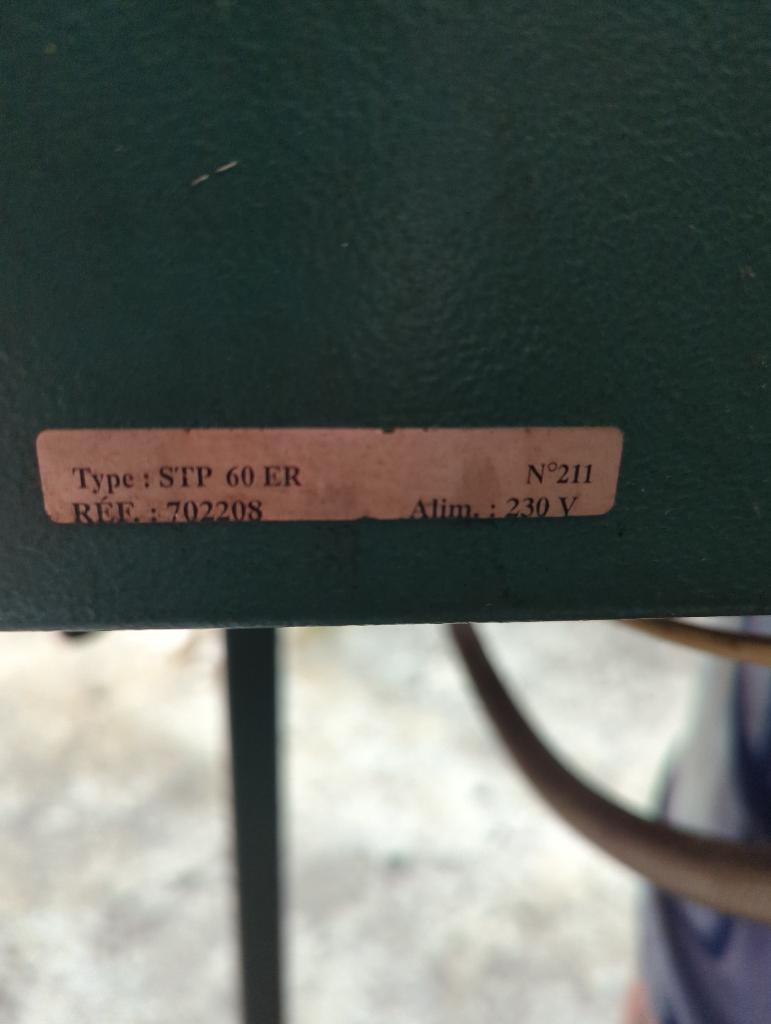 Type : STP 60 ER N°211
RÉF. : 702208 Alim. : 230 V